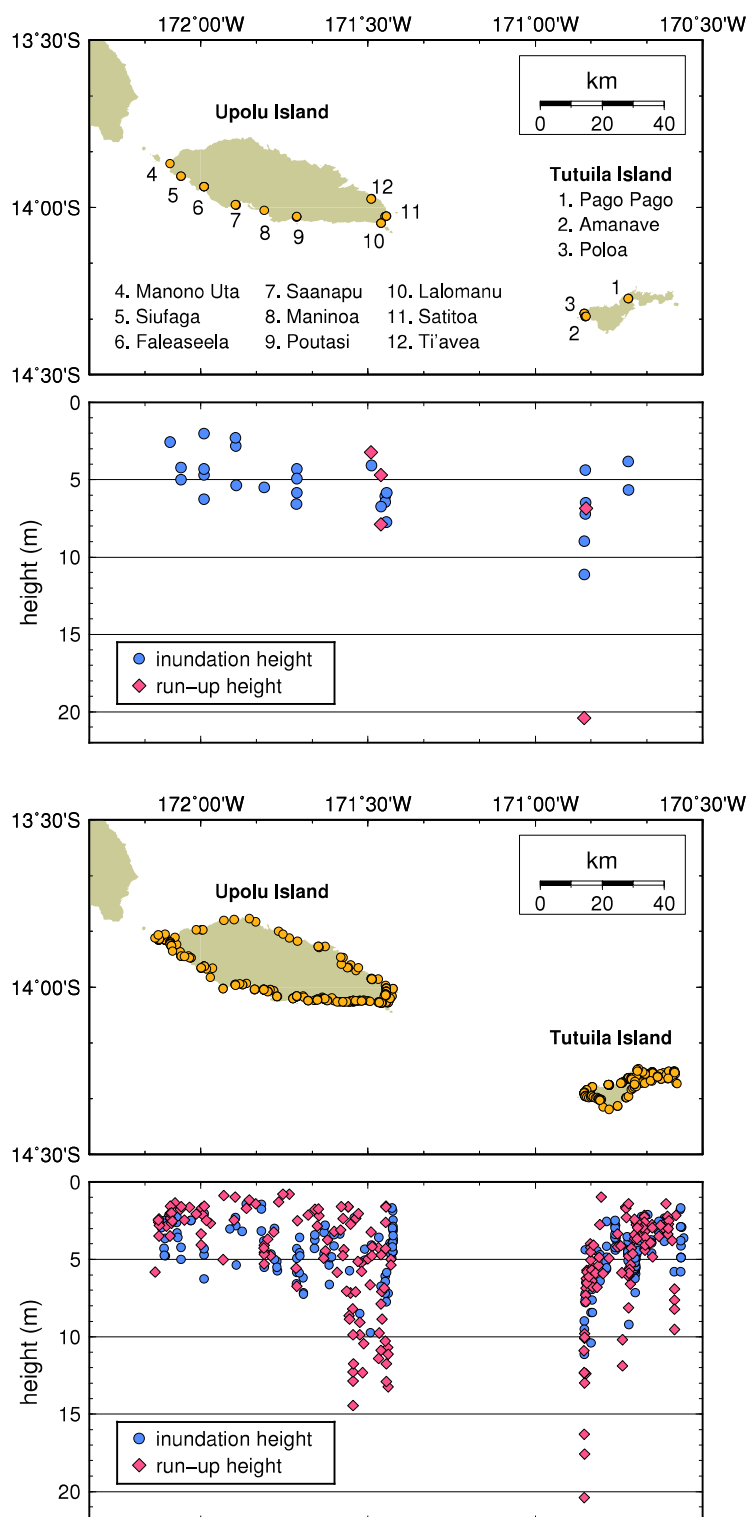 172˚00'W 171˚30'W 171˚00'W 170˚30'W
13˚30'S
km
0 20 40
Upolu Island
Tutuila Island
1. Pago Pago
2. Amanave
3. Poloa
4
5
6
7
8
9
10
11
12
14˚00'S
1
3
2
4. Manono Uta 7. Saanapu 10. Lalomanu
5. Siufaga 8. Maninoa 11. Satitoa
6. Faleaseela 9. Poutasi 12. Ti'avea
14˚30'S
0
5
10
15
20
height (m)
inundation height
run−up height
172˚00'W 171˚30'W 171˚00'W 170˚30'W
13˚30'S
km
0 20 40
Upolu Island
14˚00'S
Tutuila Island
14˚30'S
0
5
10
15
20
height (m)
inundation height
run−up height